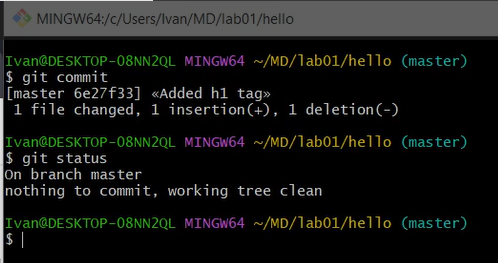 MINGW64:/c/Users/Ivan/MD/lab01/hello
Ivan@DESKTOP-08NN2QL MINGW64 ~/MD/lab01/hello (master)
$ git commit
[master 6e27f33] «Added h1 tag»
 1 file changed, 1 insertion(+), 1 deletion(-)
Ivan@DESKTOP-08NN2QL MINGW64 ~/MD/lab01/hello (master)
$ git status
On branch master
nothing to commit, working tree clean
Ivan@DESKTOP-08NN2QL MINGW64 ~/MD/lab01/hello (master)
$